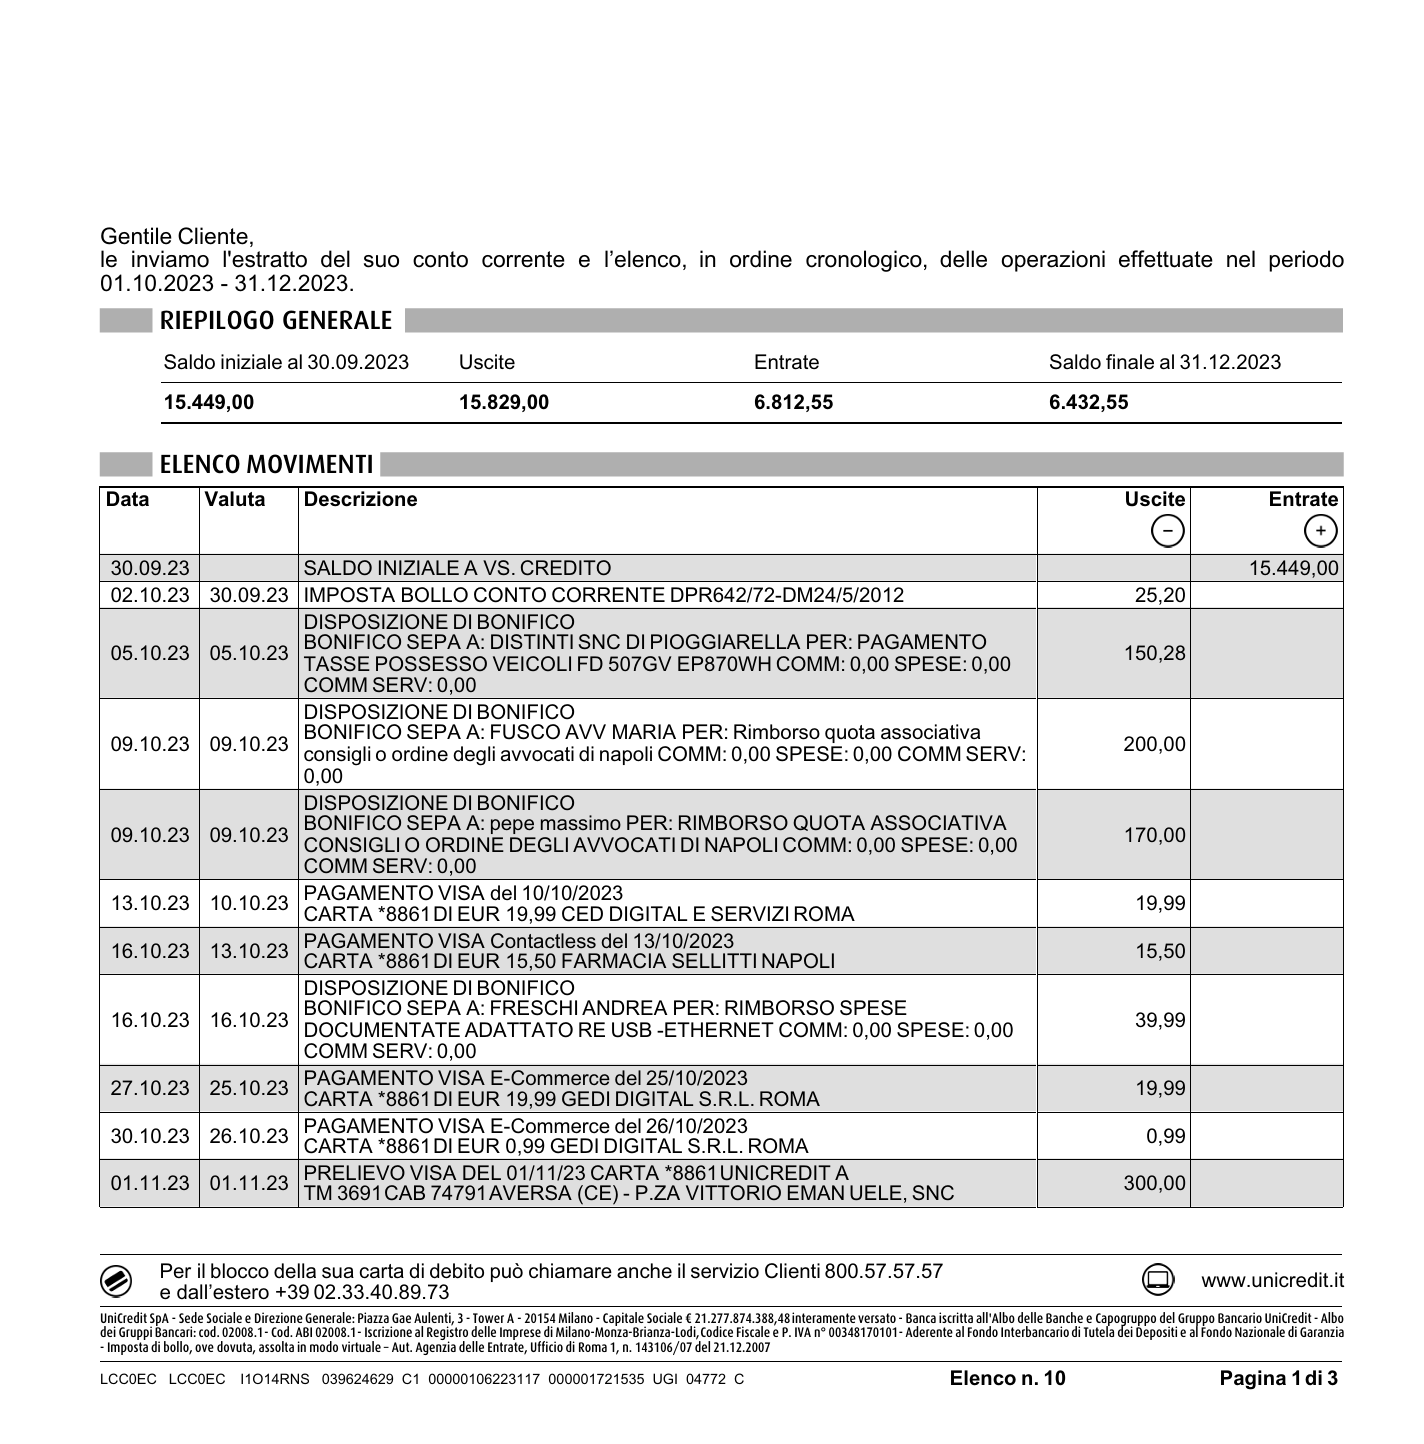 Gentile Cliente,
le inviamo l'estratto del suo conto corrente e l’elenco, in ordine cronologico, delle operazioni effettuate nel periodo
01.10.2023 - 31.12.2023.
RIEPILOGO GENERALE
Saldo iniziale al 30.09.2023 Uscite Entrate Saldo finale al 31.12.2023
15.449,00 15.829,00 6.812,55 6.432,55
ELENCO MOVIMENTI
Data Valuta Descrizione Uscite Entrate
− +
30.09.23 SALDO INIZIALE A VS. CREDITO 15.449,00
02.10.23 30.09.23 IMPOSTA BOLLO CONTO CORRENTE DPR642/72-DM24/5/2012 25,20
DISPOSIZIONE DI BONIFICO
BONIFICO SEPA A: DISTINTI SNC DI PIOGGIARELLA PER: PAGAMENTO
05.10.23 05.10.23 150,28
TASSE POSSESSO VEICOLI FD 507GV EP870WH COMM: 0,00 SPESE: 0,00
COMM SERV: 0,00
DISPOSIZIONE DI BONIFICO
BONIFICO SEPA A: FUSCO AVV MARIA PER: Rimborso quota associativa
09.10.23 09.10.23 200,00
consigli o ordine degli avvocati di napoli COMM: 0,00 SPESE: 0,00 COMM SERV:
0,00
DISPOSIZIONE DI BONIFICO
BONIFICO SEPA A: pepe massimo PER: RIMBORSO QUOTA ASSOCIATIVA
09.10.23 09.10.23 170,00
CONSIGLI O ORDINE DEGLI AVVOCATI DI NAPOLI COMM: 0,00 SPESE: 0,00
COMM SERV: 0,00
PAGAMENTO VISA del 10/10/2023
13.10.23 10.10.23 19,99
CARTA *8861 DI EUR 19,99 CED DIGITAL E SERVIZI ROMA
PAGAMENTO VISA Contactless del 13/10/2023
16.10.23 13.10.23 15,50
CARTA *8861 DI EUR 15,50 FARMACIA SELLITTI NAPOLI
DISPOSIZIONE DI BONIFICO
BONIFICO SEPA A: FRESCHI ANDREA PER: RIMBORSO SPESE
16.10.23 16.10.23 39,99
DOCUMENTATE ADATTATO RE USB -ETHERNET COMM: 0,00 SPESE: 0,00
COMM SERV: 0,00
PAGAMENTO VISA E-Commerce del 25/10/2023
27.10.23 25.10.23 19,99
CARTA *8861 DI EUR 19,99 GEDI DIGITAL S.R.L. ROMA
PAGAMENTO VISA E-Commerce del 26/10/2023
30.10.23 26.10.23 0,99
CARTA *8861 DI EUR 0,99 GEDI DIGITAL S.R.L. ROMA
PRELIEVO VISA DEL 01/11/23 CARTA *8861 UNICREDIT A
01.11.23 01.11.23 300,00
TM 3691 CAB 74791 AVERSA (CE) - P.ZA VITTORIO EMAN UELE, SNC
Per il blocco della sua carta di debito può chiamare anche il servizio Clienti 800.57.57.57
e dall’estero +39 02.33.40.89.73
www.unicredit.it
UniCredit SpA - Sede Sociale e Direzione Generale: Piazza Gae Aulenti, 3 - Tower A - 20154 Milano - Capitale Sociale € 21.277.874.388,48 interamente versato - Banca iscritta all'Albo delle Banche e Capogruppo del Gruppo Bancario UniCredit - Albo
dei Gruppi Bancari: cod. 02008.1 - Cod. ABI 02008.1 - Iscrizione al Registro delle Imprese di Milano-Monza-Brianza-Lodi, Codice Fiscale e P. IVA n° 00348170101 - Aderente al Fondo Interbancario di Tutela dei Depositi e al Fondo Nazionale di Garanzia
- Imposta di bollo, ove dovuta, assolta in modo virtuale – Aut. Agenzia delle Entrate, Ufficio di Roma 1, n. 143106/07 del 21.12.2007
LCC0EC LCC0EC I1O14RNS 039624629 C1 00000106223117 000001721535 UGI 04772 C Elenco n. 10 Pagina 1 di 3